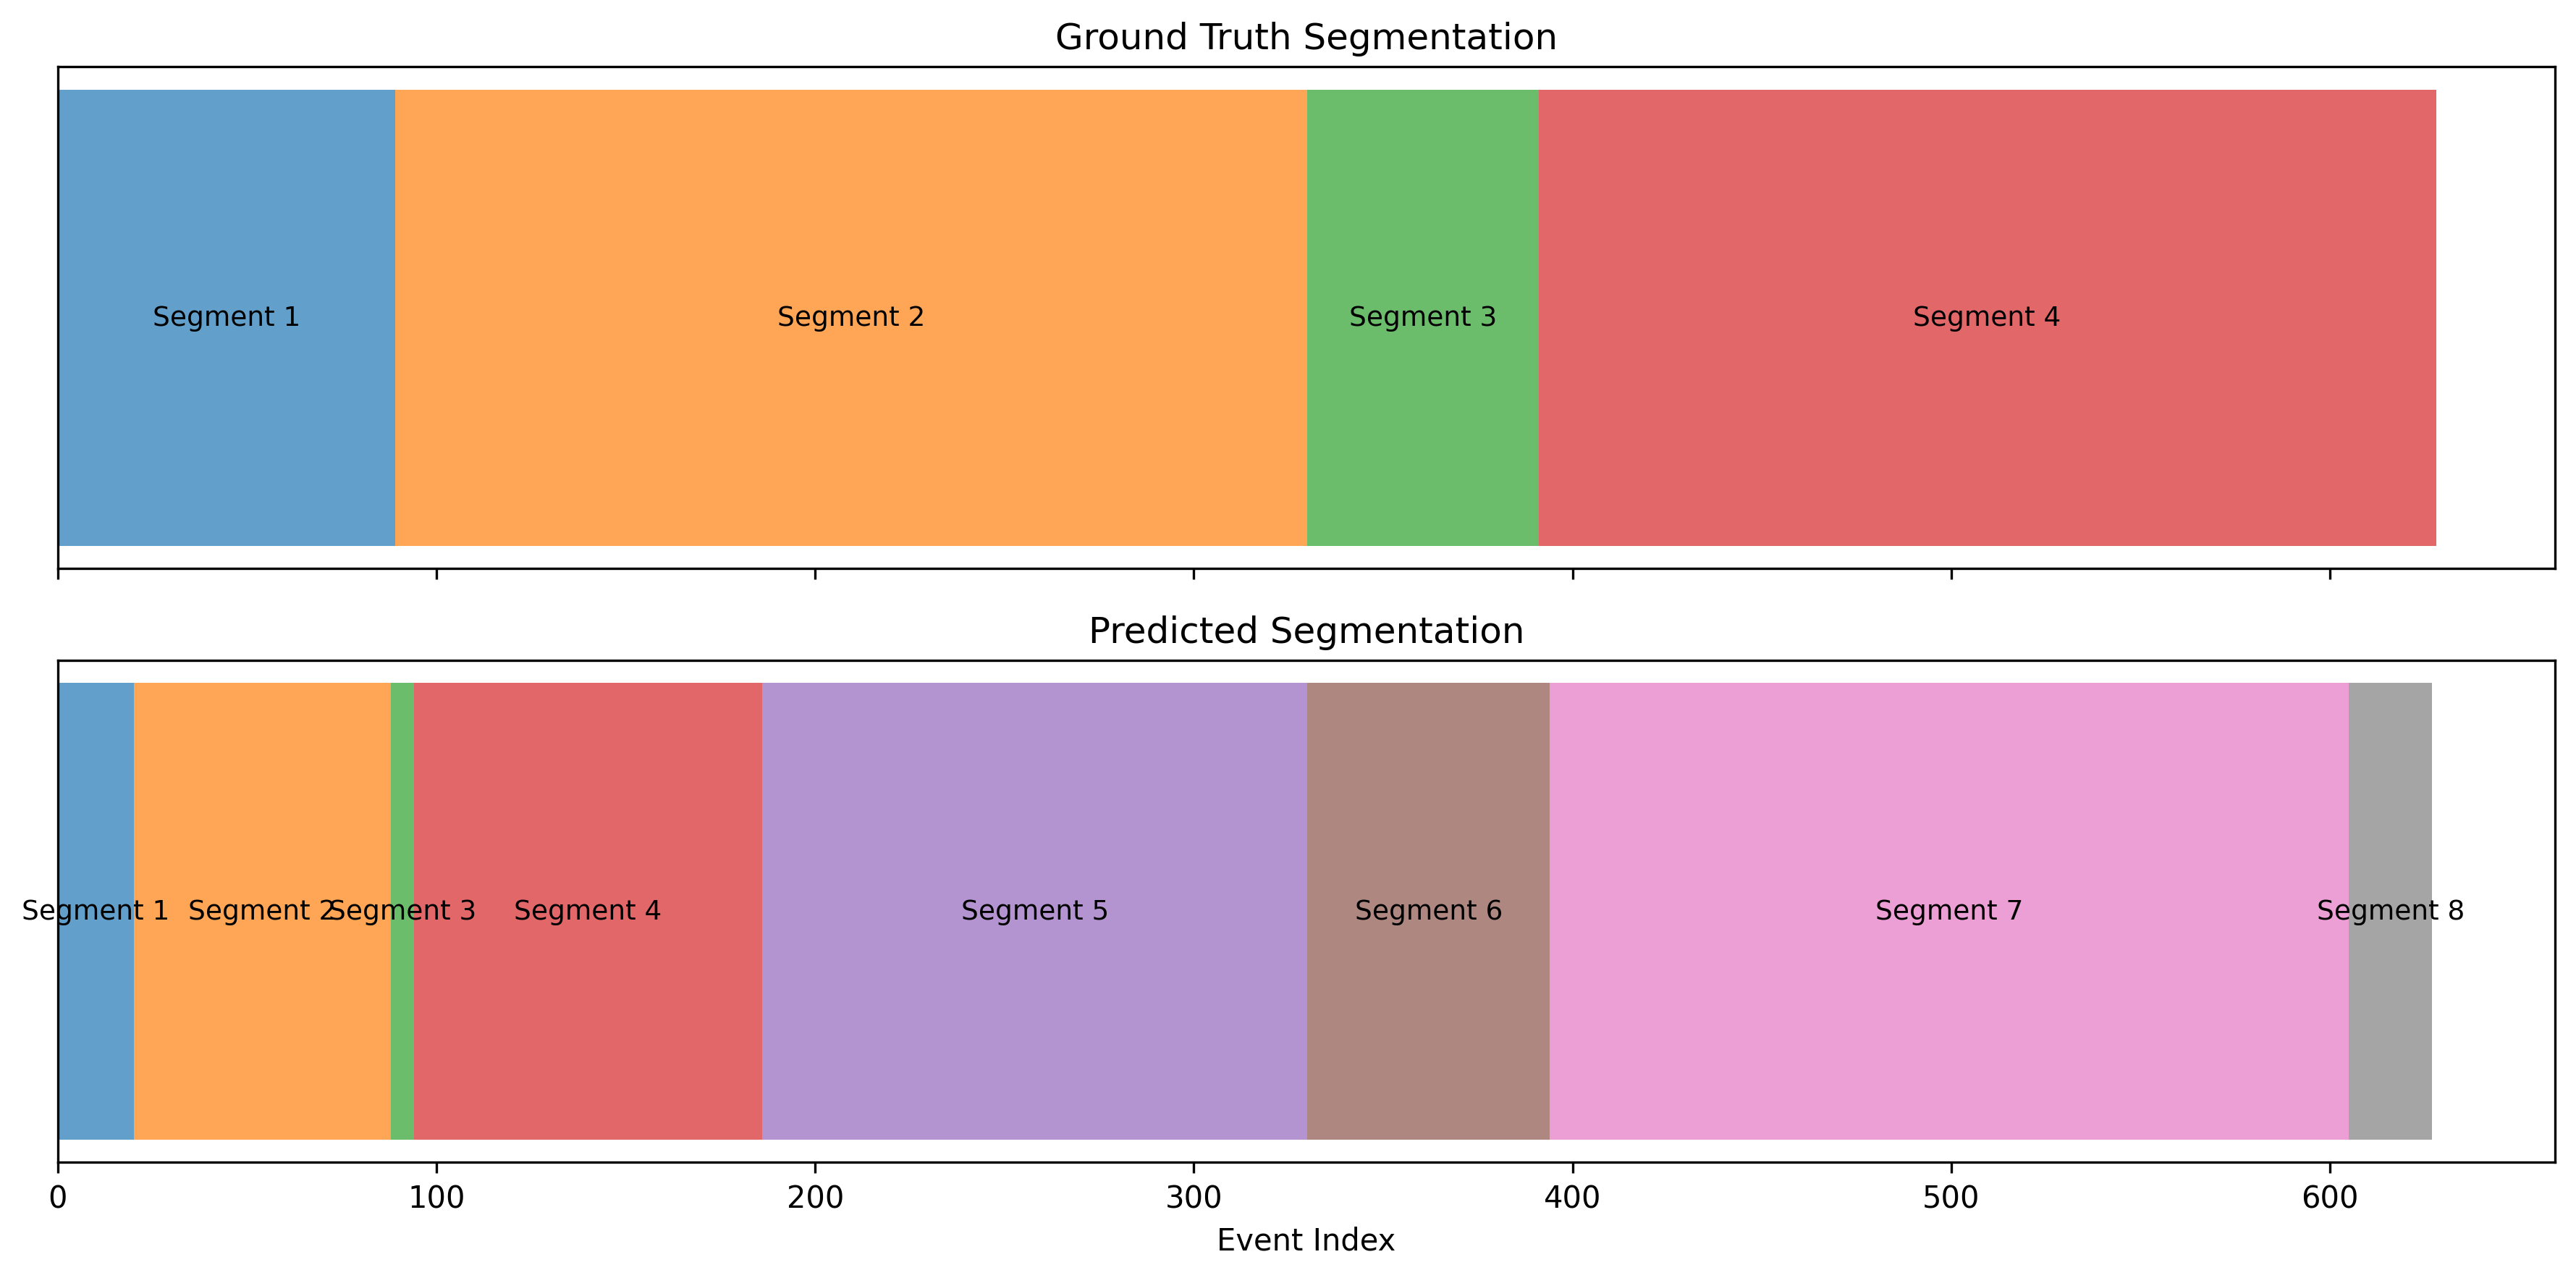 Ground Truth Segmentation
Segment 1 Segment 2 Segment 3 Segment 4
Predicted Segmentation
Segment 1 Segment 2 Segment 3 Segment 4 Segment 5 Segment 6 Segment 7 Segment 8
0 100 200 300 400 500 600
Event Index